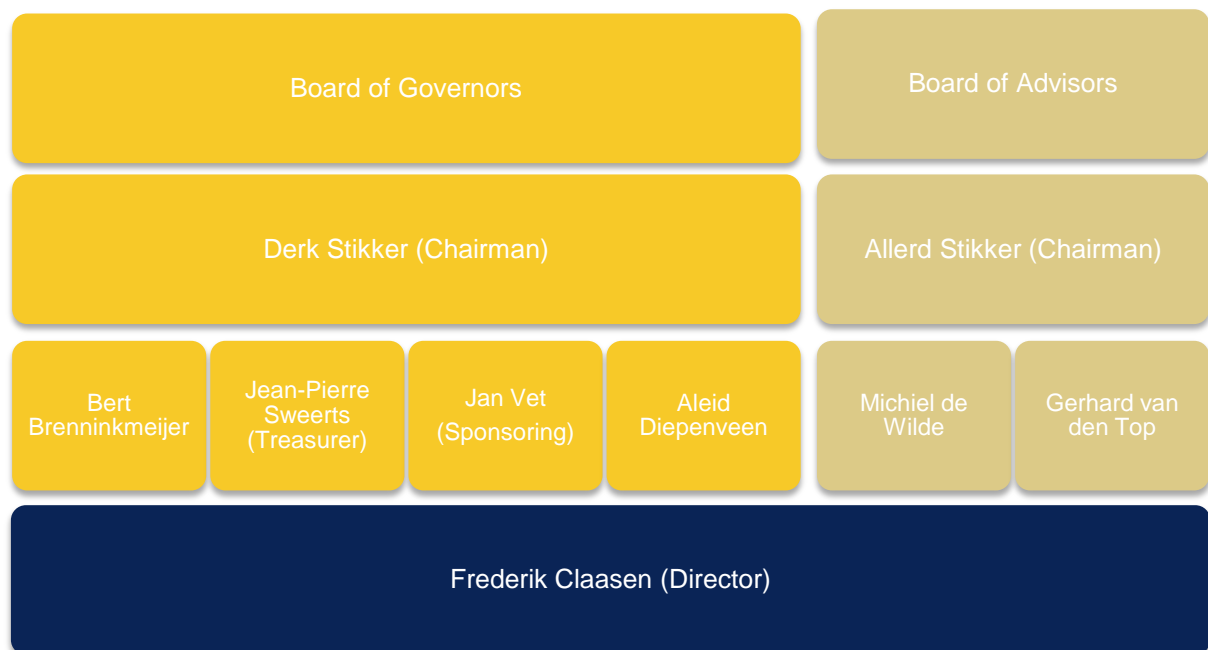 Board of Governors
Board of Advisors
Derk Stikker (Chairman)
Allerd Stikker (Chairman)
Bert
Brenninkmeijer
Jean-Pierre
Sweerts
(Treasurer)
Jan Vet
(Sponsoring)
Aleid
Diepenveen
Michiel de
Wilde
Gerhard van
den Top
Frederik Claasen (Director)